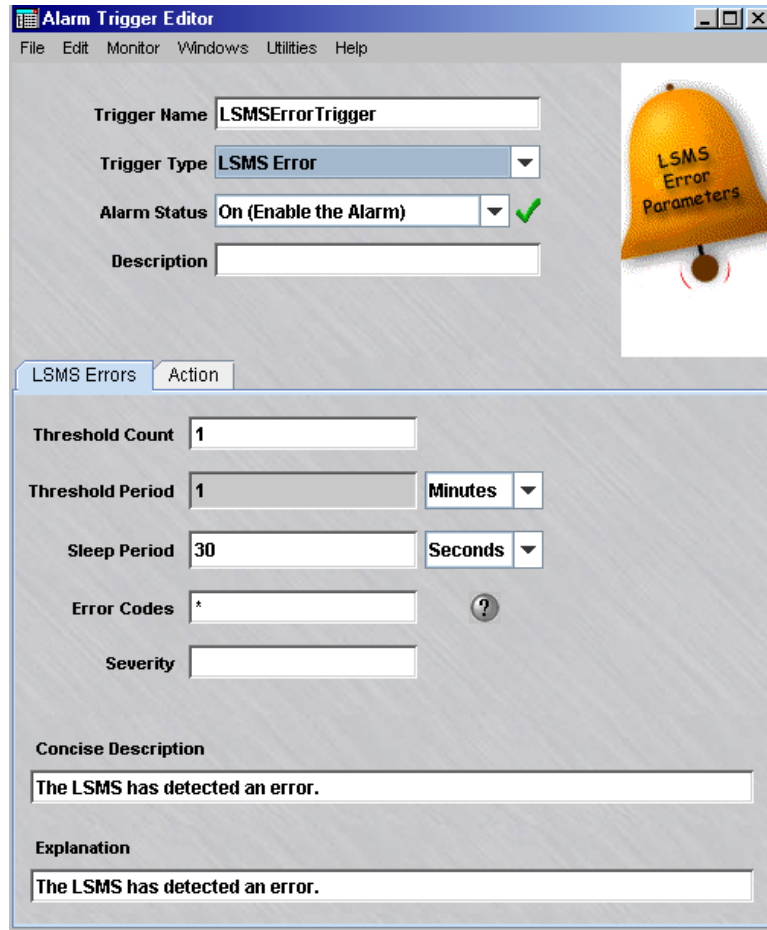 Alarm Trigger Editor
File Edit Monitor Windows Utilities Help
Trigger Name LSMSErrorTrigger
Trigger Type LSMS Error
Alarm Status On (Enable the Alarm)
Description
LSMS
Error
Parameters
LSMS Errors Action
Threshold Count 1
Threshold Period 1 Minutes
Sleep Period 30 Seconds
Error Codes * ?
Severity
Concise Description
The LSMS has detected an error.
Explanation
The LSMS has detected an error.